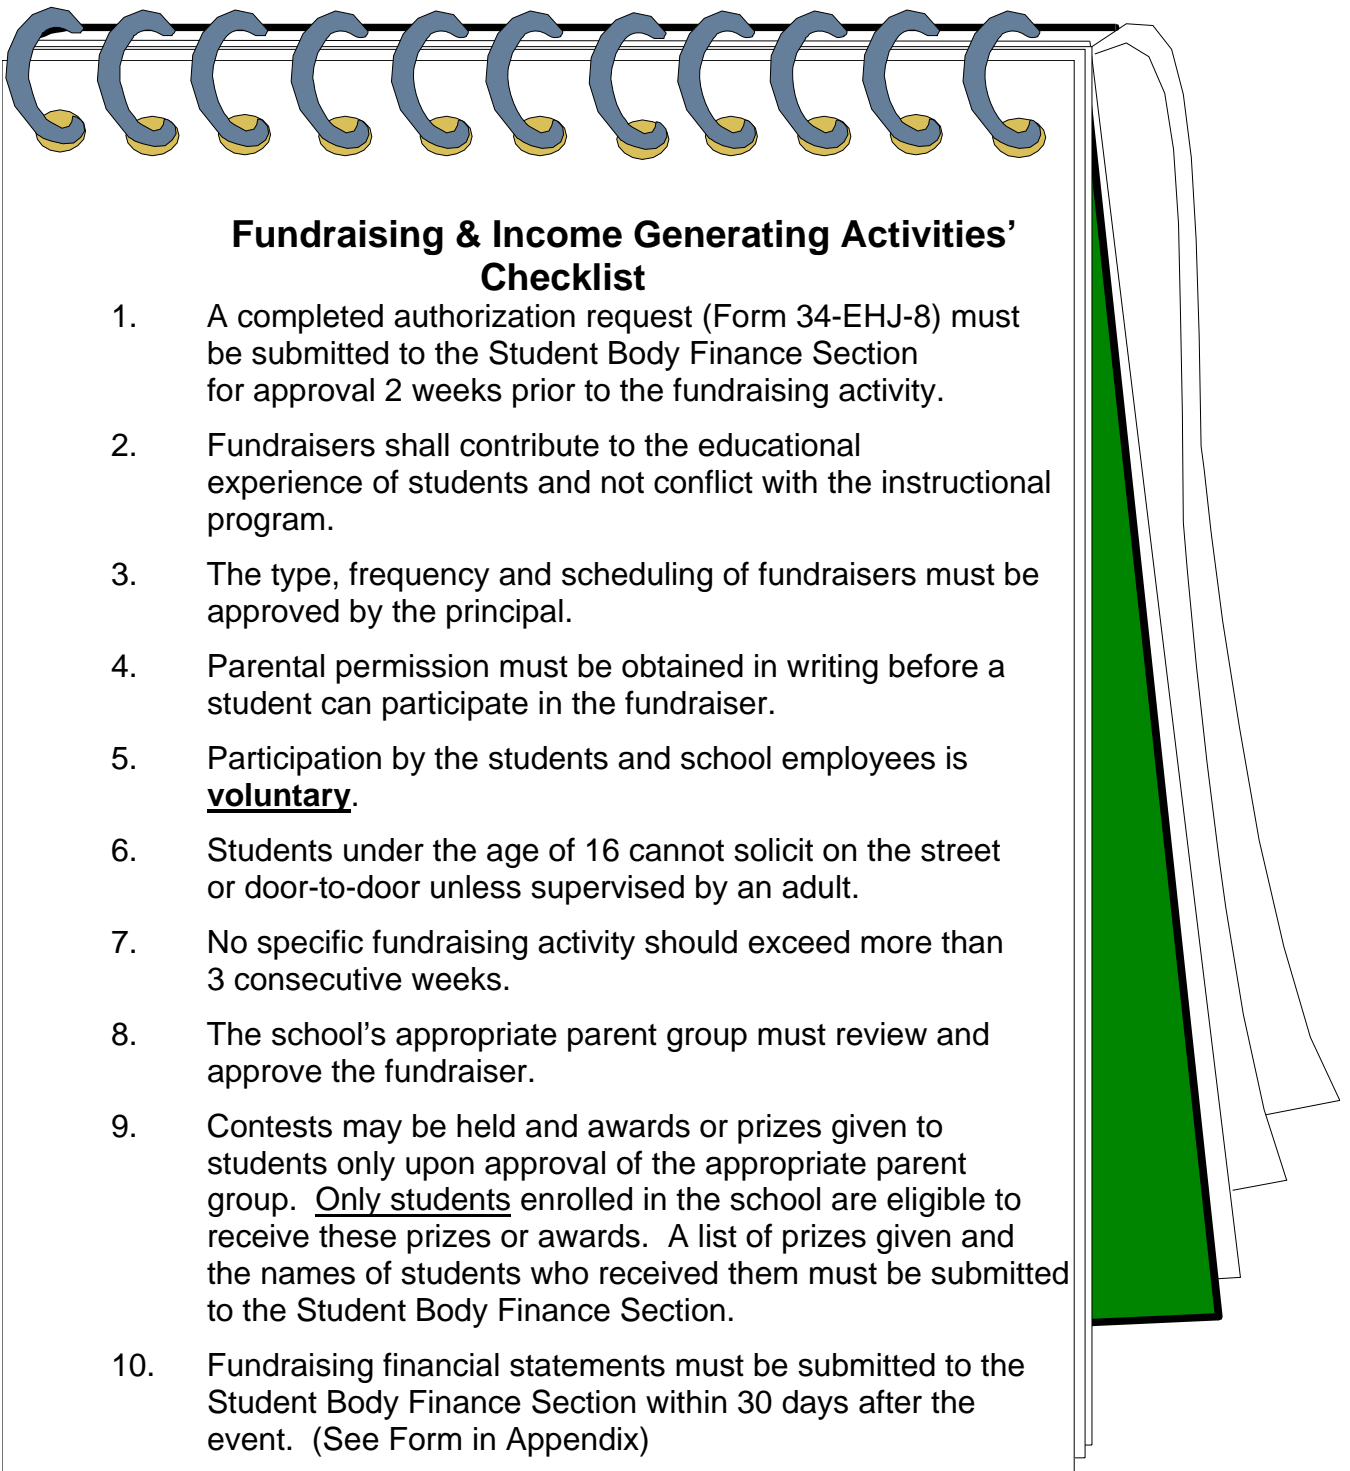 Fundraising & Income Generating Activities’
Checklist
1. A completed authorization request (Form 34-EHJ-8) must
be submitted to the Student Body Finance Section
for approval 2 weeks prior to the fundraising activity.
2. Fundraisers shall contribute to the educational
experience of students and not conflict with the instructional
program.
3. The type, frequency and scheduling of fundraisers must be
approved by the principal.
4. Parental permission must be obtained in writing before a
student can participate in the fundraiser.
5. Participation by the students and school employees is
voluntary.
6. Students under the age of 16 cannot solicit on the street
or door-to-door unless supervised by an adult.
7. No specific fundraising activity should exceed more than
3 consecutive weeks.
8. The school’s appropriate parent group must review and
approve the fundraiser.
9. Contests may be held and awards or prizes given to
students only upon approval of the appropriate parent
group. Only students enrolled in the school are eligible to
receive these prizes or awards. A list of prizes given and
the names of students who received them must be submitted
to the Student Body Finance Section.
10. Fundraising financial statements must be submitted to the
Student Body Finance Section within 30 days after the
event. (See Form in Appendix)